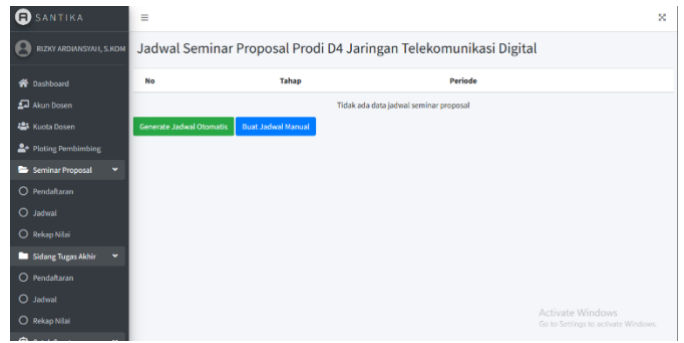 SANTIKA
RIZKY ARDIANSYAH, S.KOM
Dashboard
Akun Dosen
Kuota Dosen
Ploting Pembimbing
Seminar Proposal
Pendaftaran
Jadwal
Rekap Nilai
Sidang Tugas Akhir
Pendaftaran
Jadwal
Rekap Nilai
Jadwal Seminar Proposal Prodi D4 Jaringan Telekomunikasi Digital
No Tahap Periode
Tidak ada data jadwal seminar proposal
Generate Jadwal Otomatis Buat Jadwal Manual
Activate Windows
Go to Settings to activate Windows.